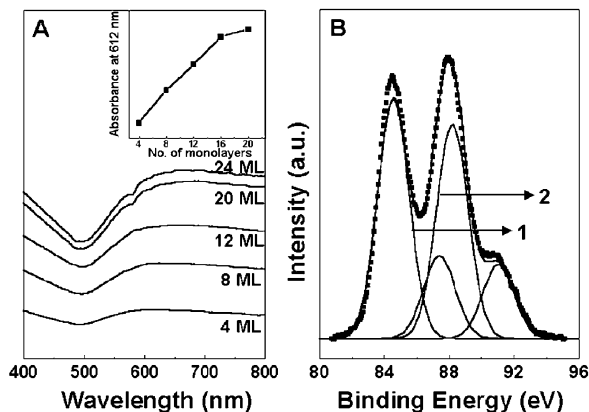 A
Absorbance at 612 nm
4 8 12 16 20
No. of monolayers
24 ML
20 ML
12 ML
8 ML
4 ML
400 500 600 700 800
Wavelength (nm)
B
Intensity (a.u.)
2
1
80 84 88 92 96
Binding Energy (eV)